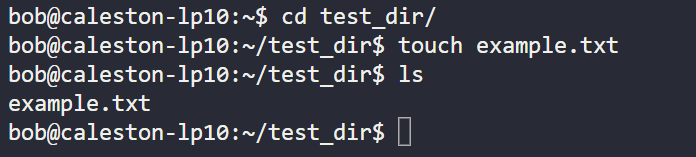 bob@caleston-lp10:~$ cd test_dir/
bob@caleston-lp10:~/test_dir$ touch example.txt
bob@caleston-lp10:~/test_dir$ ls
example.txt
bob@caleston-lp10:~/test_dir$